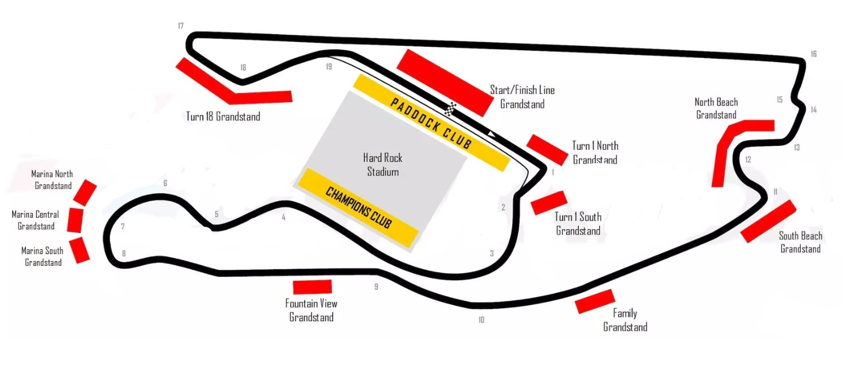 17
16
18
19
Start/Finish Line
Grandstand
North Beach
Grandstand
15
14
Turn 18 Grandstand
PADDOCK CLUB
Turn 1 North
Grandstand
13
12
Hard Rock
Stadium
1
Marina North
Grandstand
6
CHAMPIONS CLUB
11
2
Marina Central
Grandstand
5
4
Turn 1 South
Grandstand
7
South Beach
Grandstand
Marina South
Grandstand
8
3
9
Fountain View
Grandstand
10
Family
Grandstand